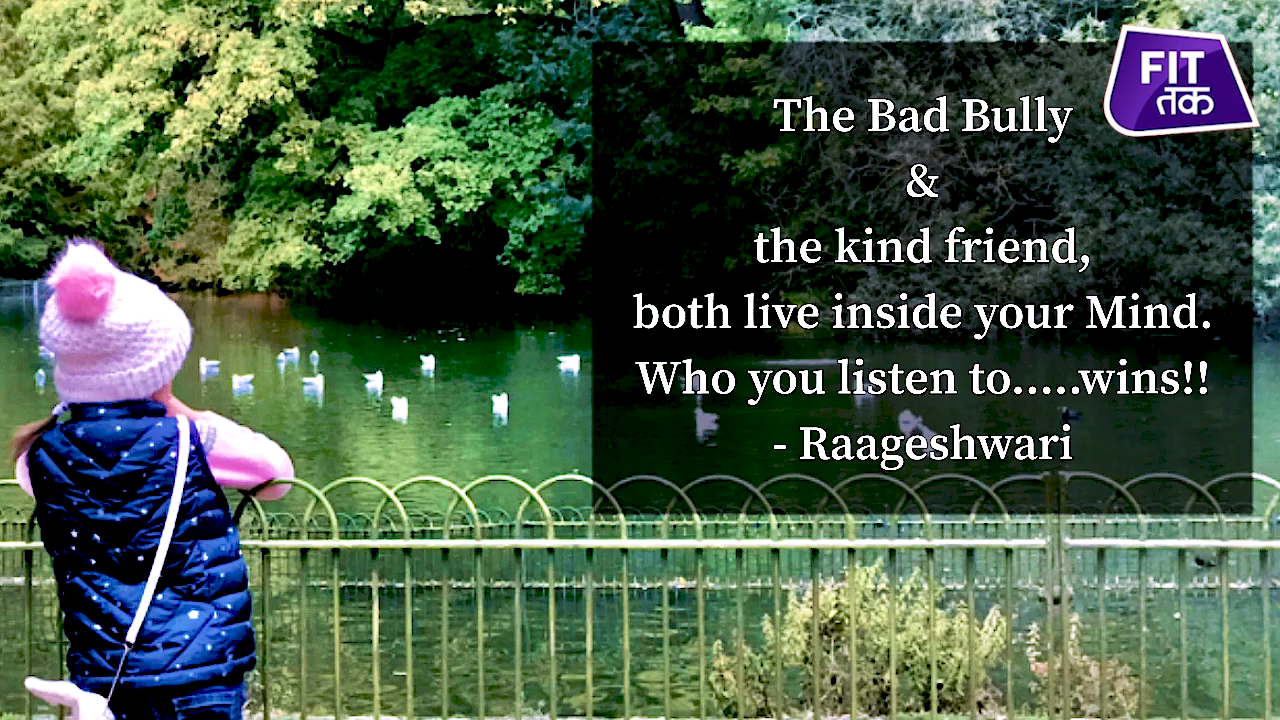 FIT
तक
The Bad Bully
&
the kind friend,
both live inside your Mind.
Who you listen to.....wins!!
- Raageshwari